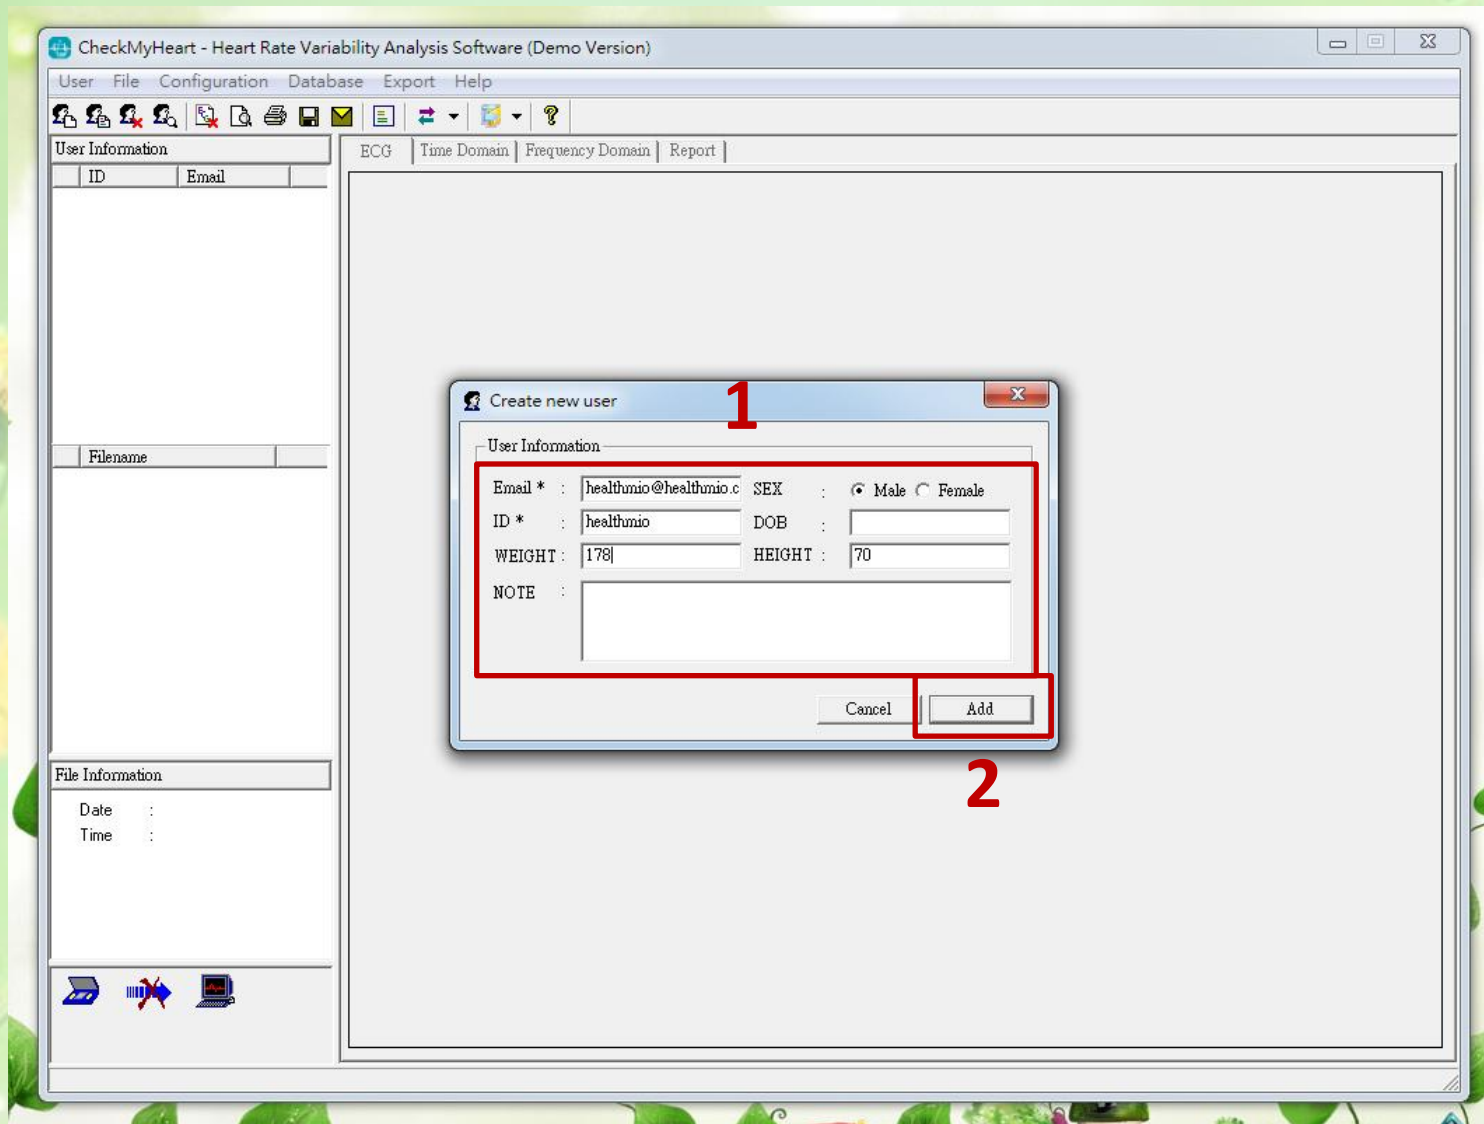 CheckMyHeart - Heart Rate Variability Analysis Software (Demo Version)
User File Configuration Database Export Help
User Information
ID Email
ECG Time Domain Frequency Domain Report
Filename
Create new user
1
User Information
Email * : healthmio@healthmio.c SEX : Male Female
ID * : healthmio DOB :
WEIGHT : 178 HEIGHT : 70
NOTE :
Cancel Add
2
File Information
Date :
Time :